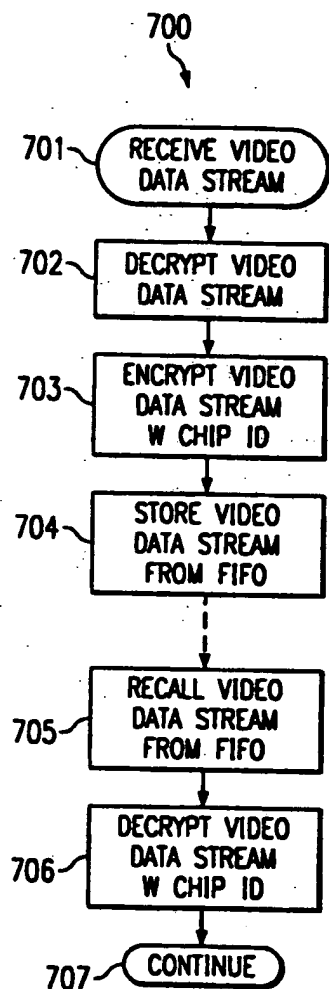 700
701
RECEIVE VIDEO
DATA STREAM
702
DECRYPT VIDEO
DATA STREAM
703
ENCRYPT VIDEO
DATA STREAM
W CHIP ID
704
STORE VIDEO
DATA STREAM
FROM FIFO
705
RECALL VIDEO
DATA STREAM
FROM FIFO
706
DECRYPT VIDEO
DATA STREAM
W CHIP ID
707
CONTINUE